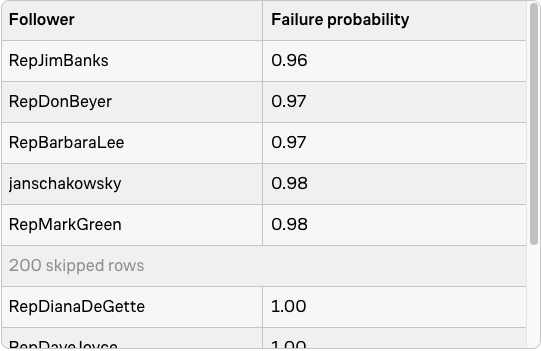 Follower Failure probability
RepJimBanks 0.96
RepDonBeyer 0.97
RepBarbaraLee 0.97
janschakowsky 0.98
RepMarkGreen 0.98
200 skipped rows
RepDianaDeGette 1.00
RepDaveJoyce 1.00